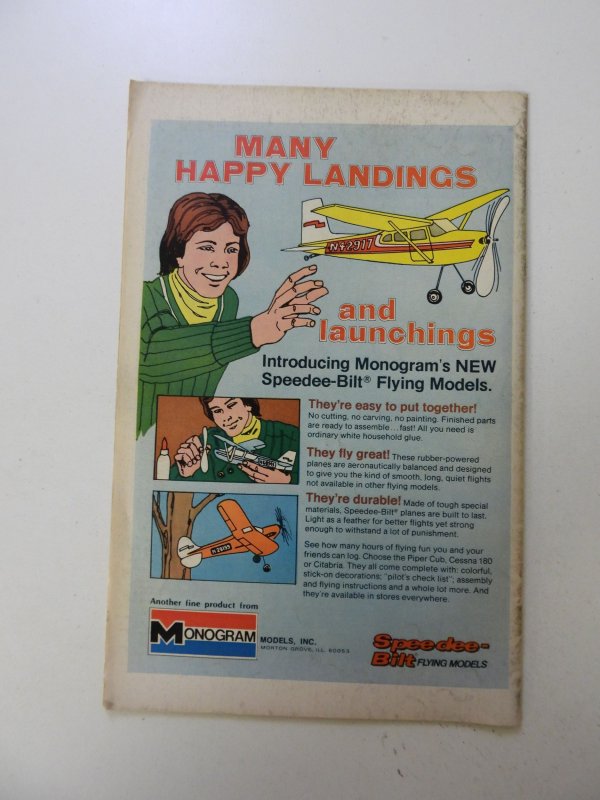 MANY
HAPPY LANDINGS
N42917
and
launchings
Introducing Monogram's NEW
Speedee-Bilt® Flying Models.
They're easy to put together!
No cutting, no carving, no painting. Finished parts
are ready to assemble...fast! All you need is
ordinary white household glue.
They fly great! These rubber-powered
planes are aeronautically balanced and designed
to give you the kind of smooth, long, quiet flights
not available in other flying models.
They're durable! Made of tough special
materials, Speedee-Bilt® planes are built to last.
Light as a feather for better flights yet strong
enough to withstand a lot of punishment.
See how many hours of flying fun you and your
friends can log. Choose the Piper Cub, Cessna 180
or Citabria. They all come complete with: colorful,
stick-on decorations; "pilot's check list"; assembly
and flying instructions and a whole lot more. And
they're available in stores everywhere.
Another fine product from
MONOGRAM MODELS, INC.
MORTON GROVE, ILL. 60053
Speedee-
Bilt FLYING MODELS